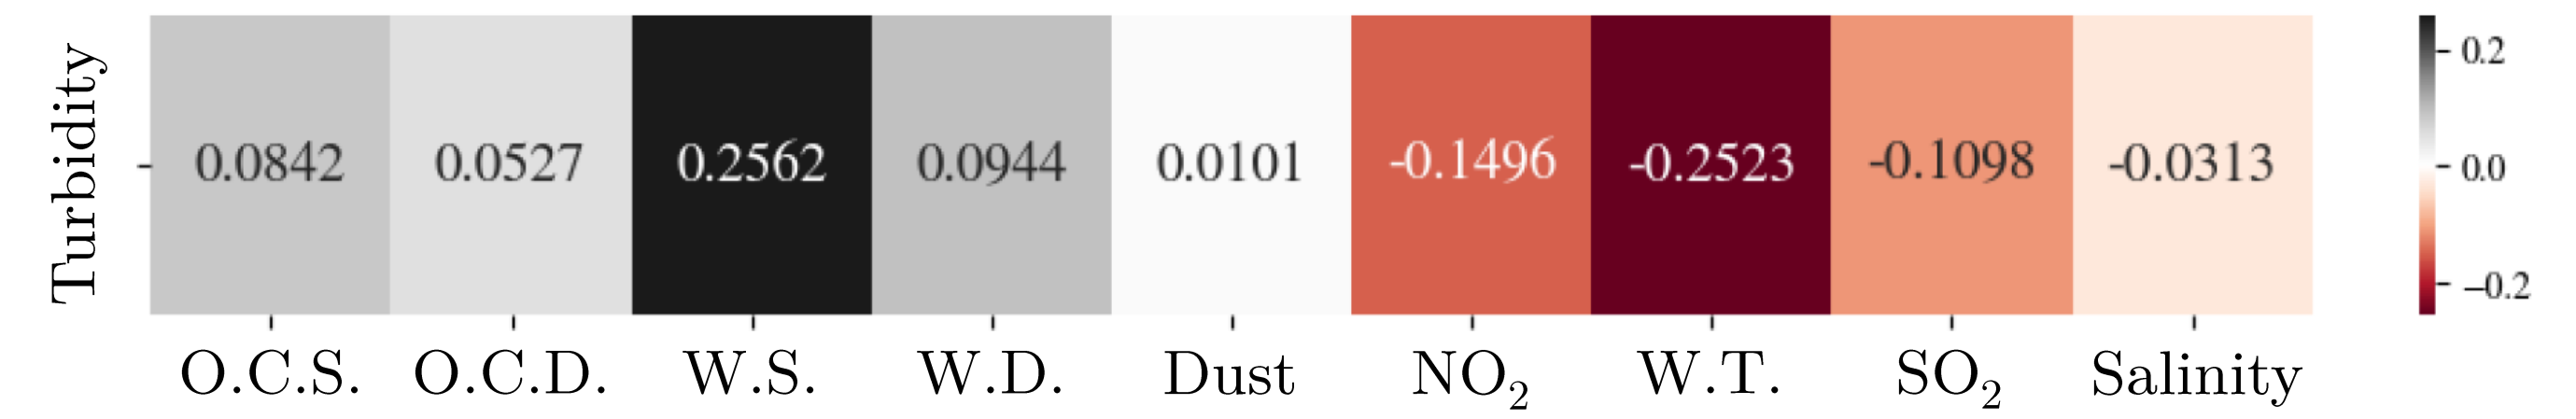 Turbidity
0.0842 0.0527 0.2562 0.0944 0.0101 -0.1496 -0.2523 -0.1098 -0.0313
O.C.S. O.C.D. W.S. W.D. Dust NO₂ W.T. SO₂ Salinity
0.2
0.0
−0.2